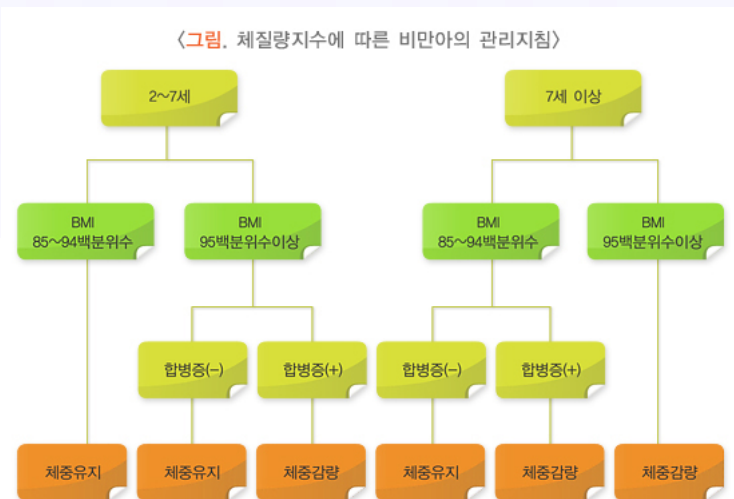 <그림. 체질량지수에 따른 비만아의 관리지침>
2~7세
7세 이상
BMI
85~94백분위수
BMI
95백분위수이상
BMI
85~94백분위수
BMI
95백분위수이상
합병증(-)
합병증(+)
합병증(-)
합병증(+)
체중유지
체중유지
체중감량
체중유지
체중감량
체중감량